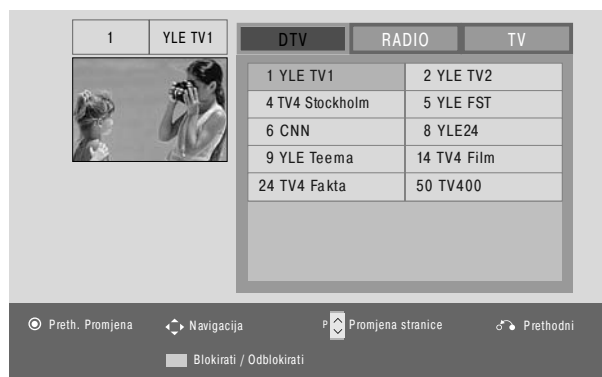 1 YLE TV1
DTV RADIO TV
1 YLE TV1 2 YLE TV2
4 TV4 Stockholm 5 YLE FST
6 CNN 8 YLE24
9 YLE Teema 14 TV4 Film
24 TV4 Fakta 50 TV400
Preth. Promjena Navigacija P Promjena stranice Prethodni
Blokirati / Odblokirati